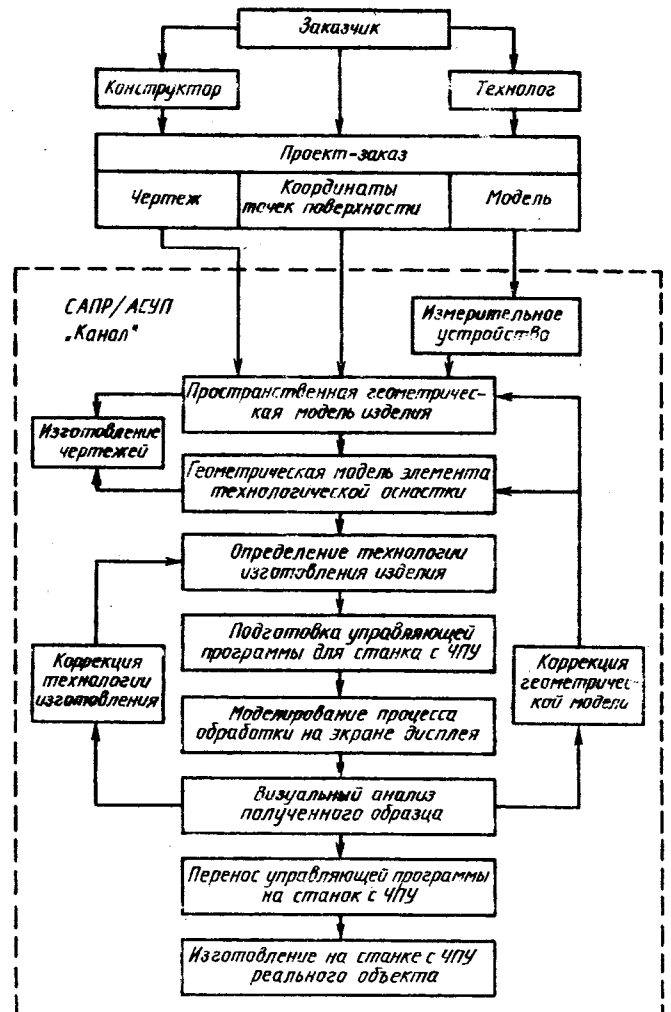 Заказчик
Конструктор
Технолог
Проект-заказ
Чертеж
Координаты
точек поверхности
Модель
САПР/АСУП
„Канал"
Измерительное
устройство
Пространственная геометричес-
кая модель изделия
Изготовление
чертежей
Геометрическая модель элемента
технологической оснастки
Определение технологии
изготовления изделия
Подготовка управляющей
программы для станка с ЧПУ
Коррекция
технологии
изготовления
Коррекция
геометричес-
кой модели
Моделирование процесса
обработки на экране дисплея
Визуальный анализ
полученного образца
Перенос управляющей программы
на станок с ЧПУ
Изготовление на станке с ЧПУ
реального объекта